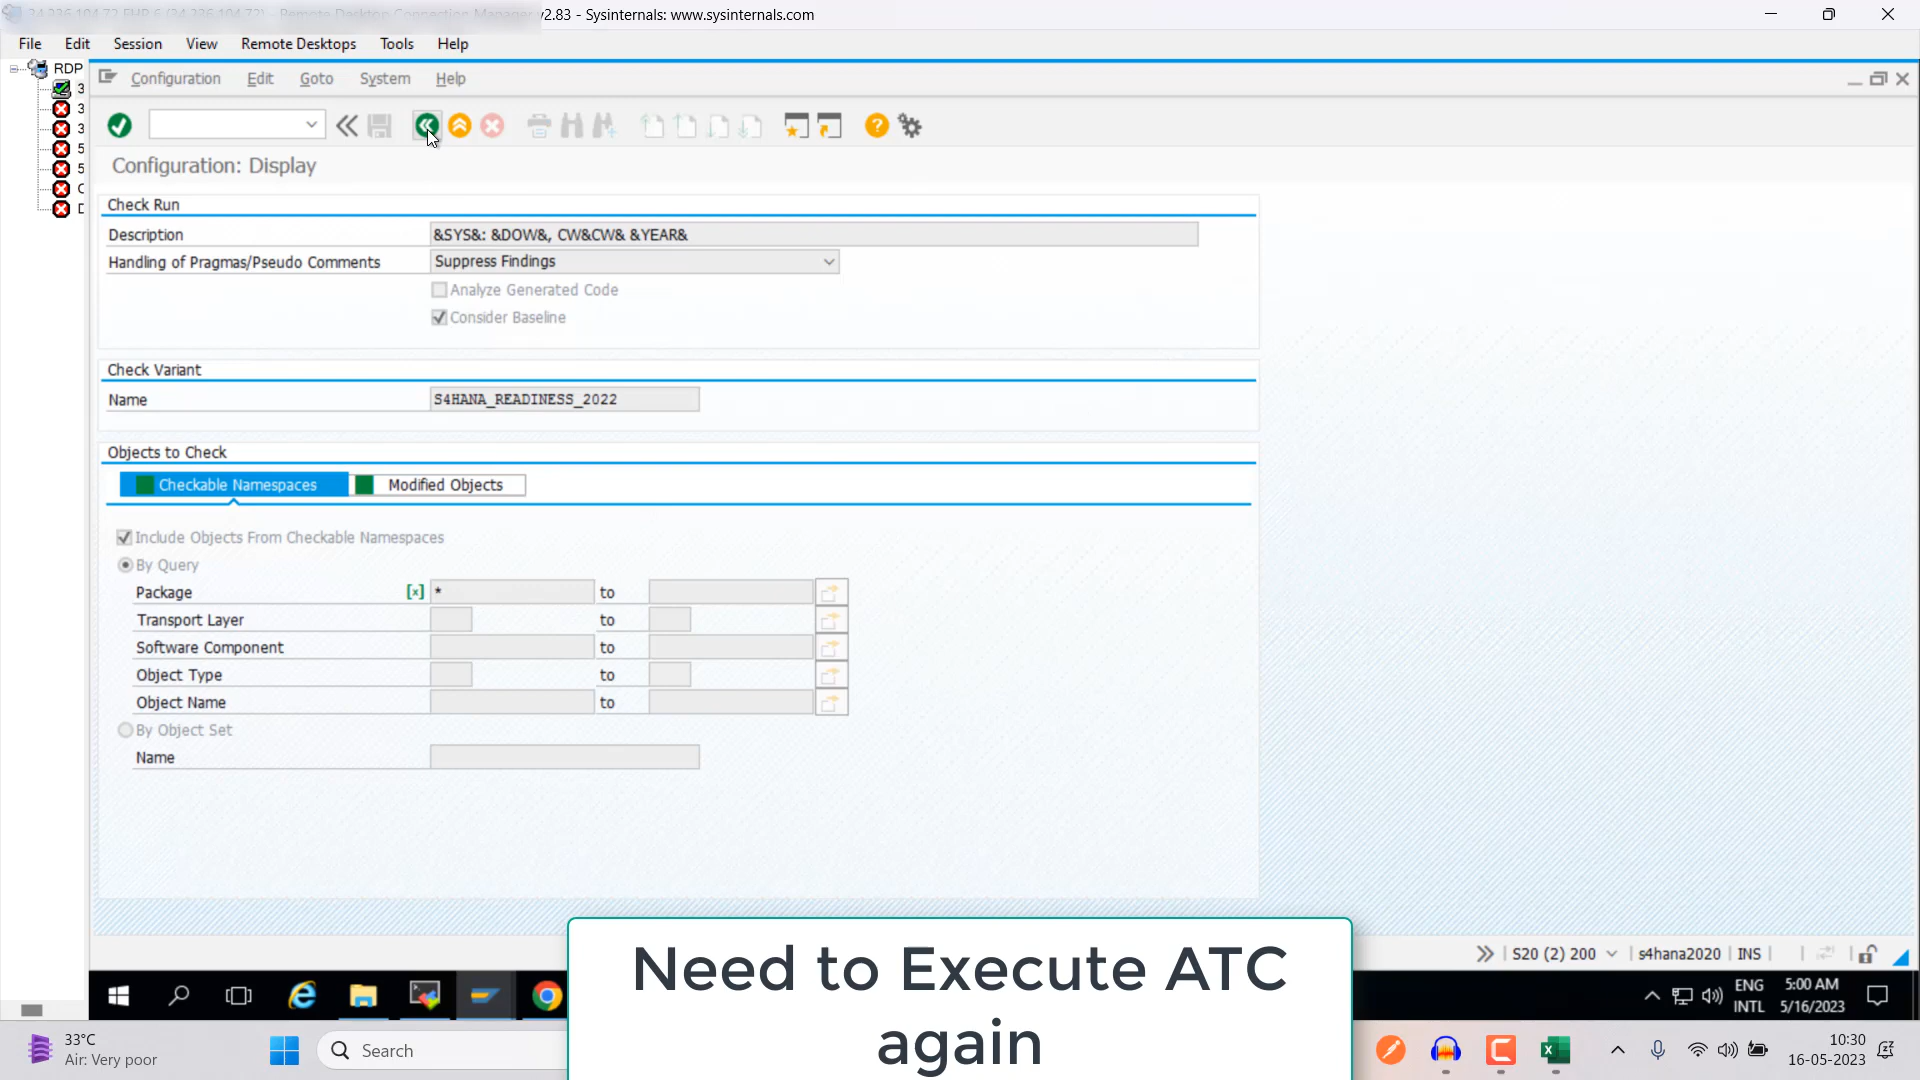 v2.83 - Sysinternals: www.sysinternals.com
File Edit Session View Remote Desktops Tools Help
RDP
Configuration Edit Goto System Help
3
3
3
5
5
Configuration: Display
Check Run
Description &SYS&: &DOW&, CW&CW& &YEAR&
Handling of Pragmas/Pseudo Comments Suppress Findings
Analyze Generated Code
Consider Baseline
Check Variant
Name S4HANA_READINESS_2022
Objects to Check
Checkable Namespaces Modified Objects
Include Objects From Checkable Namespaces
By Query
Package * to
Transport Layer to
Software Component to
Object Type to
Object Name to
By Object Set
Name
S20 (2) 200 s4hana2020 INS
Need to Execute ATC
again
ENG
INTL
5:00 AM
5/16/2023
33°C
Air: Very poor
Search
10:30
16-05-2023